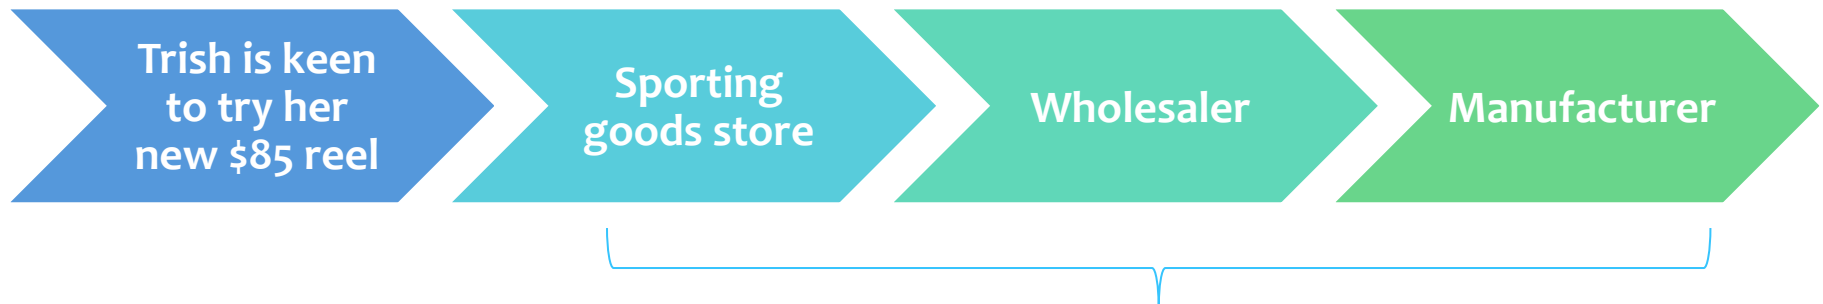 Trish is keen
to try her
new $85 reel
Sporting
goods store
Wholesaler
Manufacturer